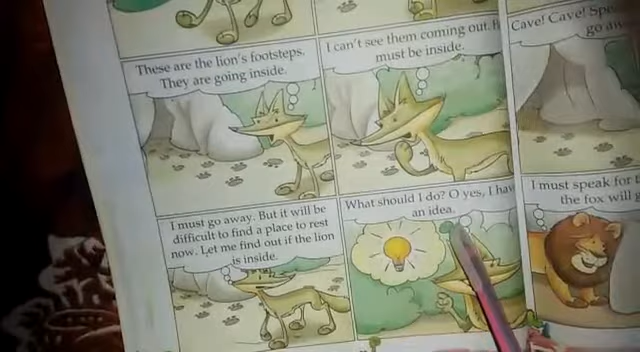 These are the lion's footsteps.
They are going inside.
I can't see them coming out.
must be inside.
Cave! Cave!
go
I must go away. But it will be
difficult to find a place to rest
now. Let me find out if the lion
is inside.
What should I do? O yes, I
an idea.
I must speak for
the fox will